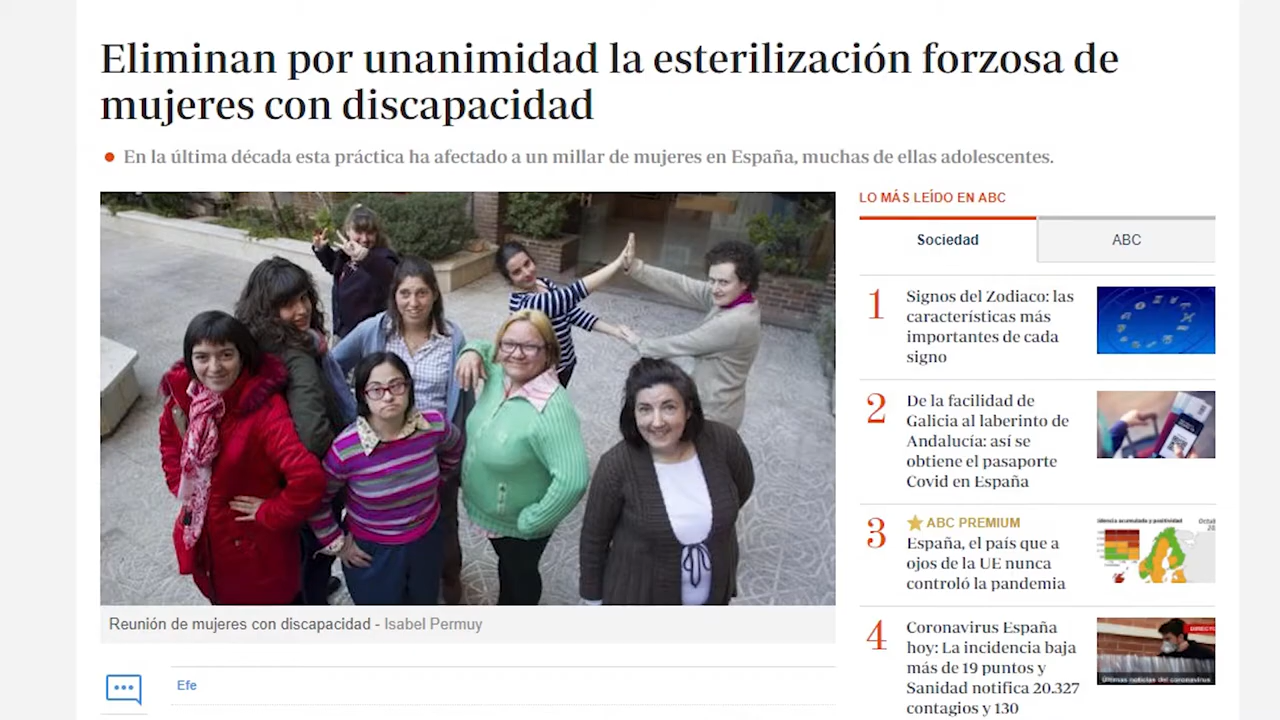 Eliminan por unanimidad la esterilización forzosa de
mujeres con discapacidad
En la última década esta práctica ha afectado a un millar de mujeres en España, muchas de ellas adolescentes.
Reunión de mujeres con discapacidad - Isabel Permuy
Efe
LO MÁS LEÍDO EN ABC
Sociedad
ABC
1
Signos del Zodiaco: las
características más
importantes de cada
signo
2
De la facilidad de
Galicia al laberinto de
Andalucía: así se
obtiene el pasaporte
Covid en España
3
ABC PREMIUM
España, el país que a
ojos de la UE nunca
controló la pandemia
4
Coronavirus España
hoy: La incidencia baja
más de 19 puntos y
Sanidad notifica 20.327
contagios y 130
Últimas noticias del coronavirus